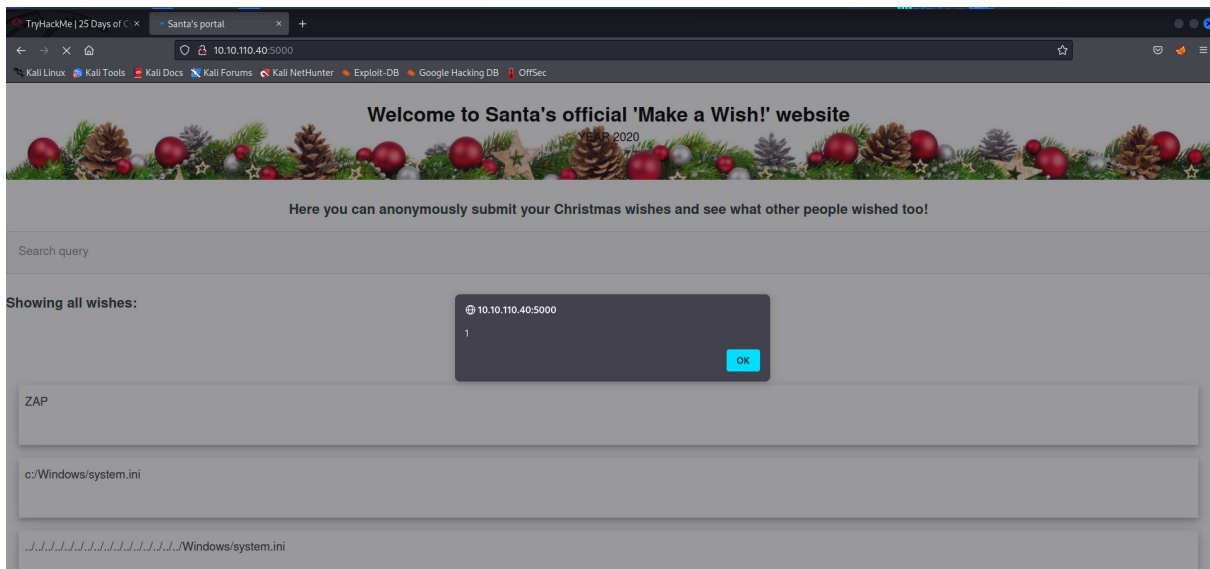 TryHackMe | 25 Days of C
Santa's portal
10.10.110.40:5000
Kali Linux Kali Tools Kali Docs Kali Forums Kali NetHunter Exploit-DB Google Hacking DB OffSec
Welcome to Santa's official 'Make a Wish!' website
YEAR 2020
Here you can anonymously submit your Christmas wishes and see what other people wished too!
Search query
Showing all wishes:
10.10.110.40:5000
1
OK
ZAP
c:/Windows/system.ini
../../../../../../../../../../../../../../../../Windows/system.ini